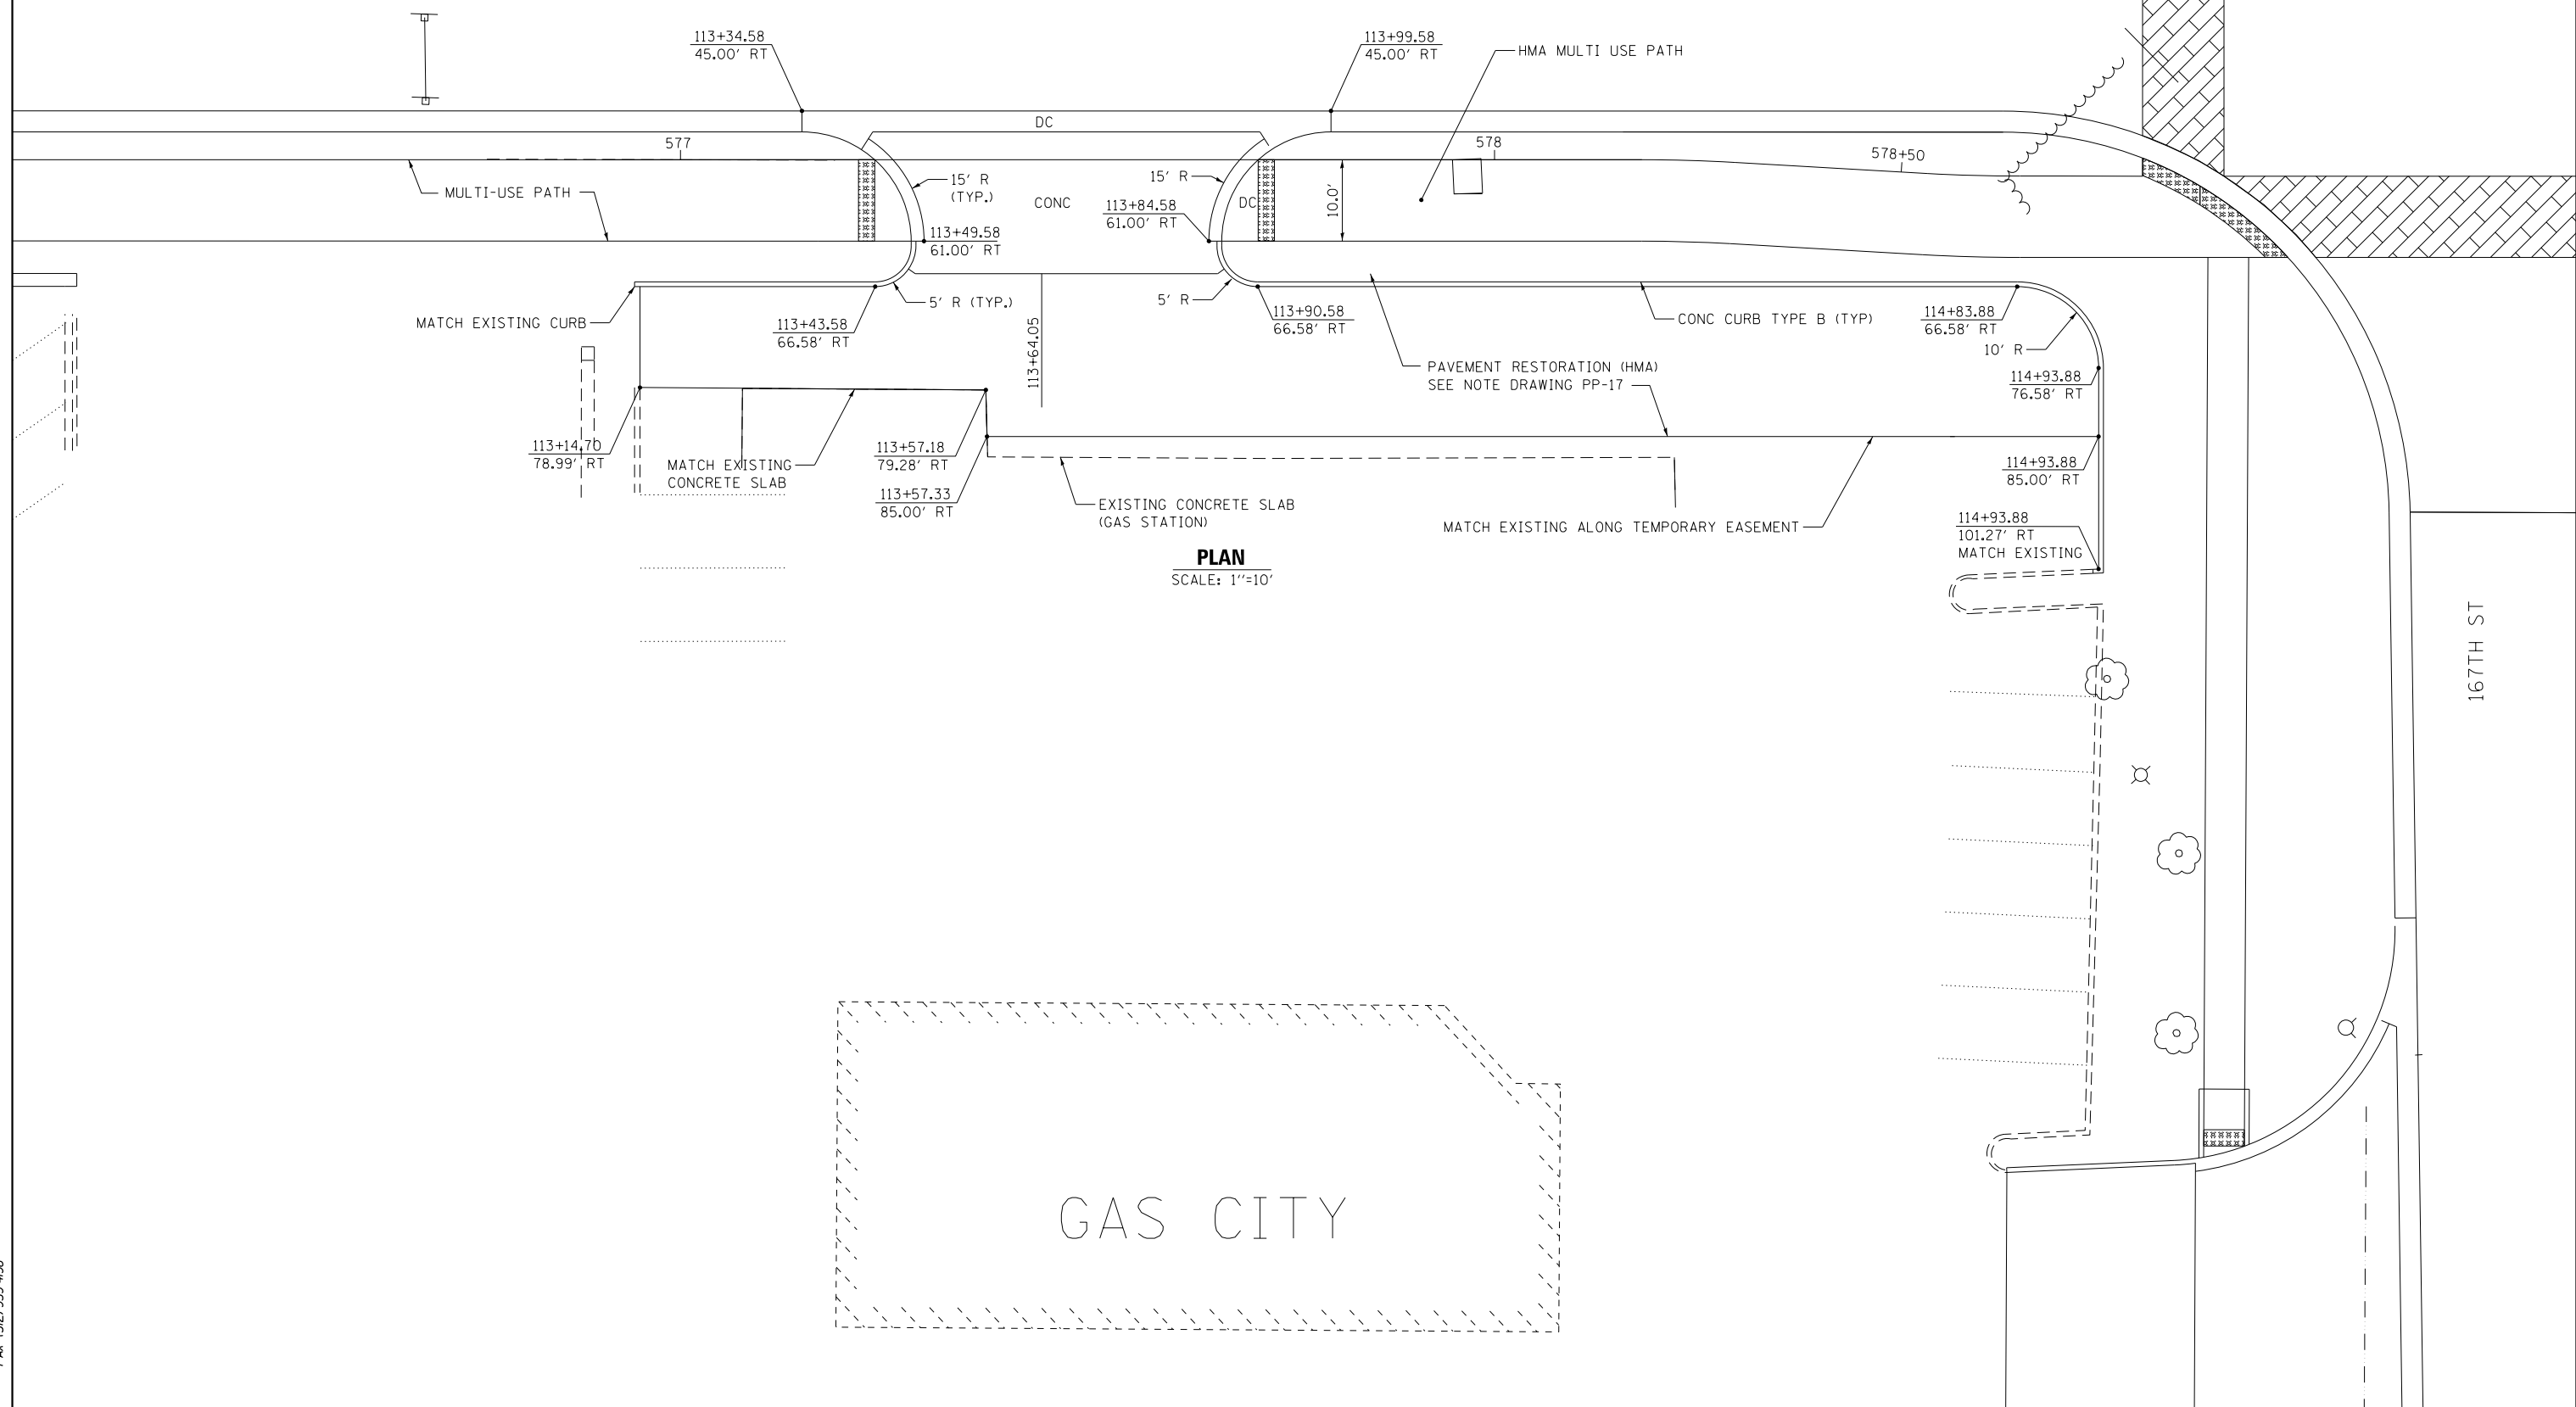 113+34.58
45.00' RT
113+99.58
45.00' RT
HMA MULTI USE PATH
DC
577
578
578+50
MULTI-USE PATH
15' R
(TYP.)
CONC
15' R
113+84.58
61.00' RT
DC
10.0'
113+49.58
61.00' RT
5' R (TYP.)
5' R
MATCH EXISTING CURB
113+43.58
66.58' RT
113+64.05
113+90.58
66.58' RT
CONC CURB TYPE B (TYP)
114+83.88
66.58' RT
10' R
PAVEMENT RESTORATION (HMA)
SEE NOTE DRAWING PP-17
114+93.88
76.58' RT
113+14.70
78.99' RT
MATCH EXISTING
CONCRETE SLAB
113+57.18
79.28' RT
113+57.33
85.00' RT
EXISTING CONCRETE SLAB
(GAS STATION)
MATCH EXISTING ALONG TEMPORARY EASEMENT
114+93.88
85.00' RT
114+93.88
101.27' RT
MATCH EXISTING
PLAN
SCALE: 1''=10'
167TH ST
GAS CITY